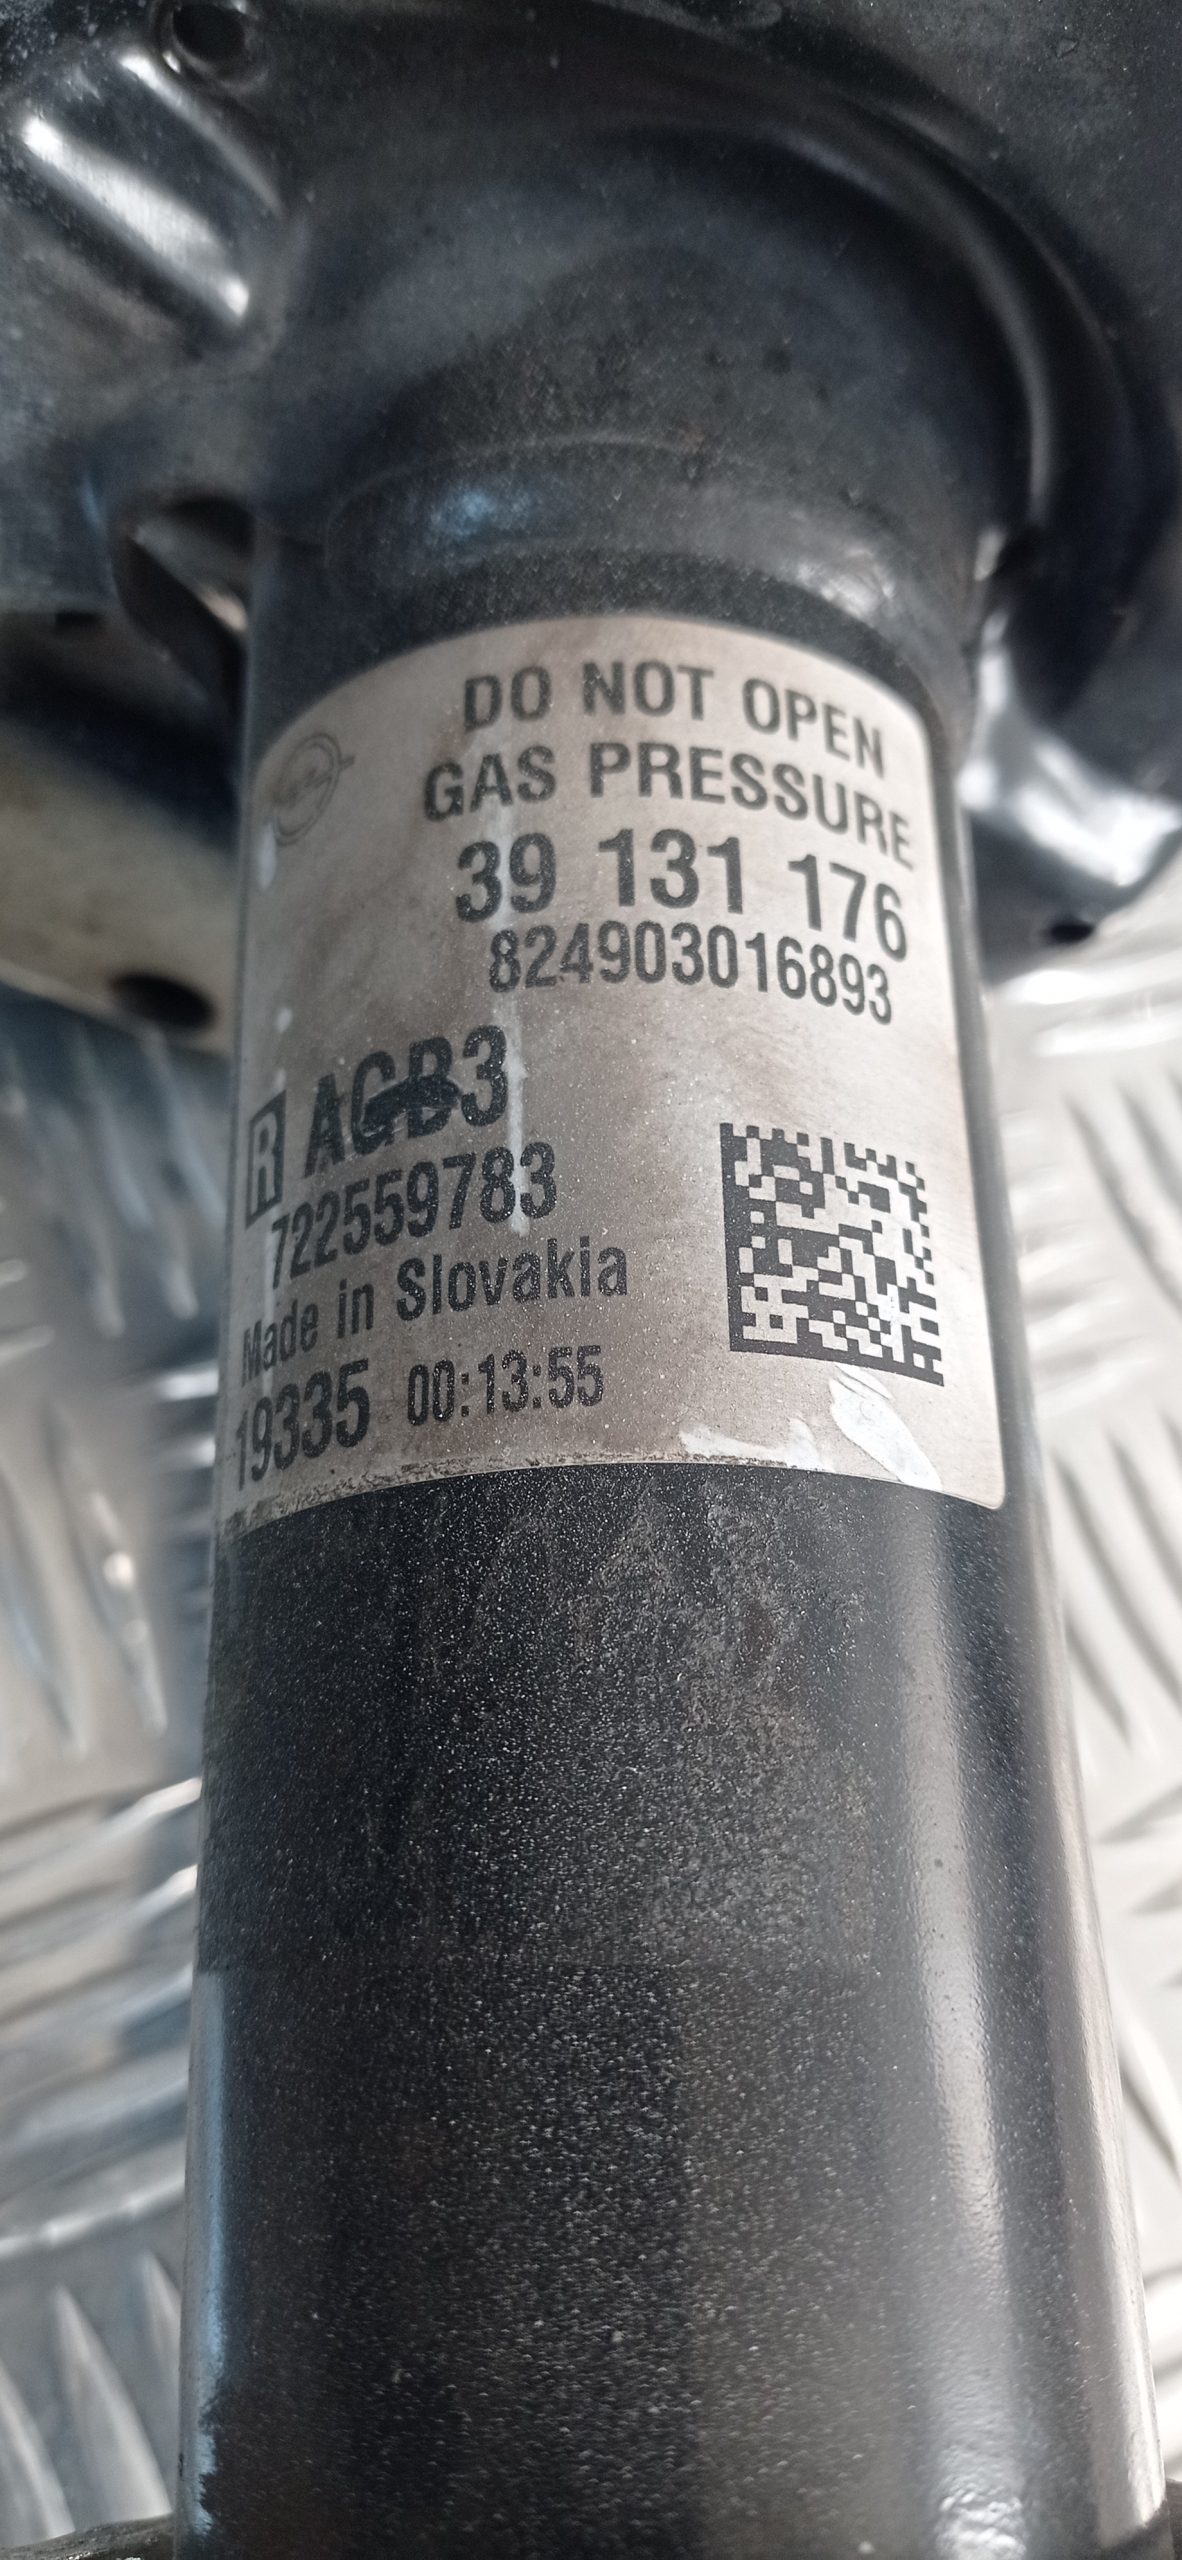 DO NOT OPEN
GAS PRESSURE
39 131 176
824903016893
R AGB3
722559783
Made in Slovakia
19335 00:13:55